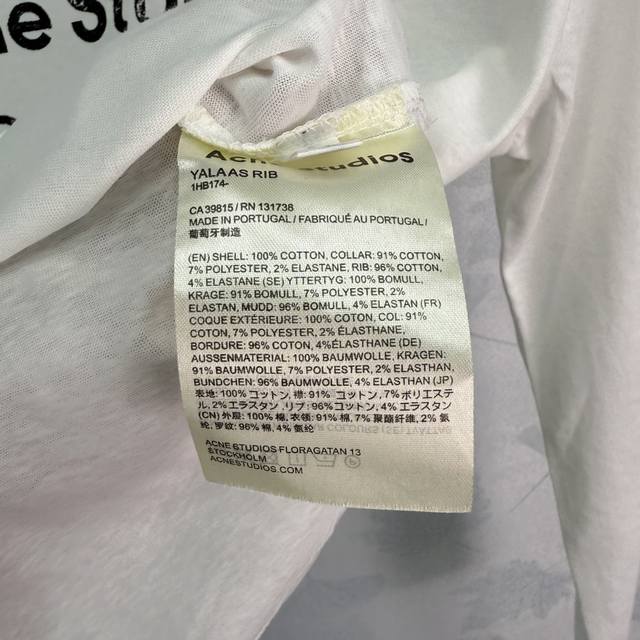 Acne Studios
YALAAS RIB
1HB174-
CA 39815 / RN 131738
MADE IN PORTUGAL / FABRIQUÉ AU PORTUGAL /
葡萄牙制造
(EN) SHELL: 100% COTTON, COLLAR: 91% COTTON,
7% POLYESTER, 2% ELASTANE, RIB: 96% COTTON,
4% ELASTANE (SE) YTTERTYG: 100% BOMULL,
KRAGE: 91% BOMULL, 7% POLYESTER, 2%
ELASTAN, MUDD: 96% BOMULL, 4% ELASTAN (FR)
COQUE EXTÉRIEURE: 100% COTON, COL: 91%
COTON, 7% POLYESTER, 2% ÉLASTHANE,
BORDURE: 96% COTON, 4%ÉLASTHANE (DE)
AUSSENMATERIAL: 100% BAUMWOLLE, KRAGEN:
91% BAUMWOLLE, 7% POLYESTER, 2% ELASTHAN,
BUNDCHEN: 96% BAUMWOLLE, 4% ELASTHAN (JP)
表地: 100% コットン, 襟: 91% コットン, 7% ポリエステ
ル, 2% エラスタン, リブ: 96% コットン, 4% エラスタン
(CN) 外层: 100% 棉, 衣领: 91% 棉, 7% 聚酯纤维, 2% 氨
纶, 罗纹: 96% 棉, 4% 氨纶
ACNE STUDIOS FLORAGATAN 13
STOCKHOLM
ACNESTUDIOS.COM